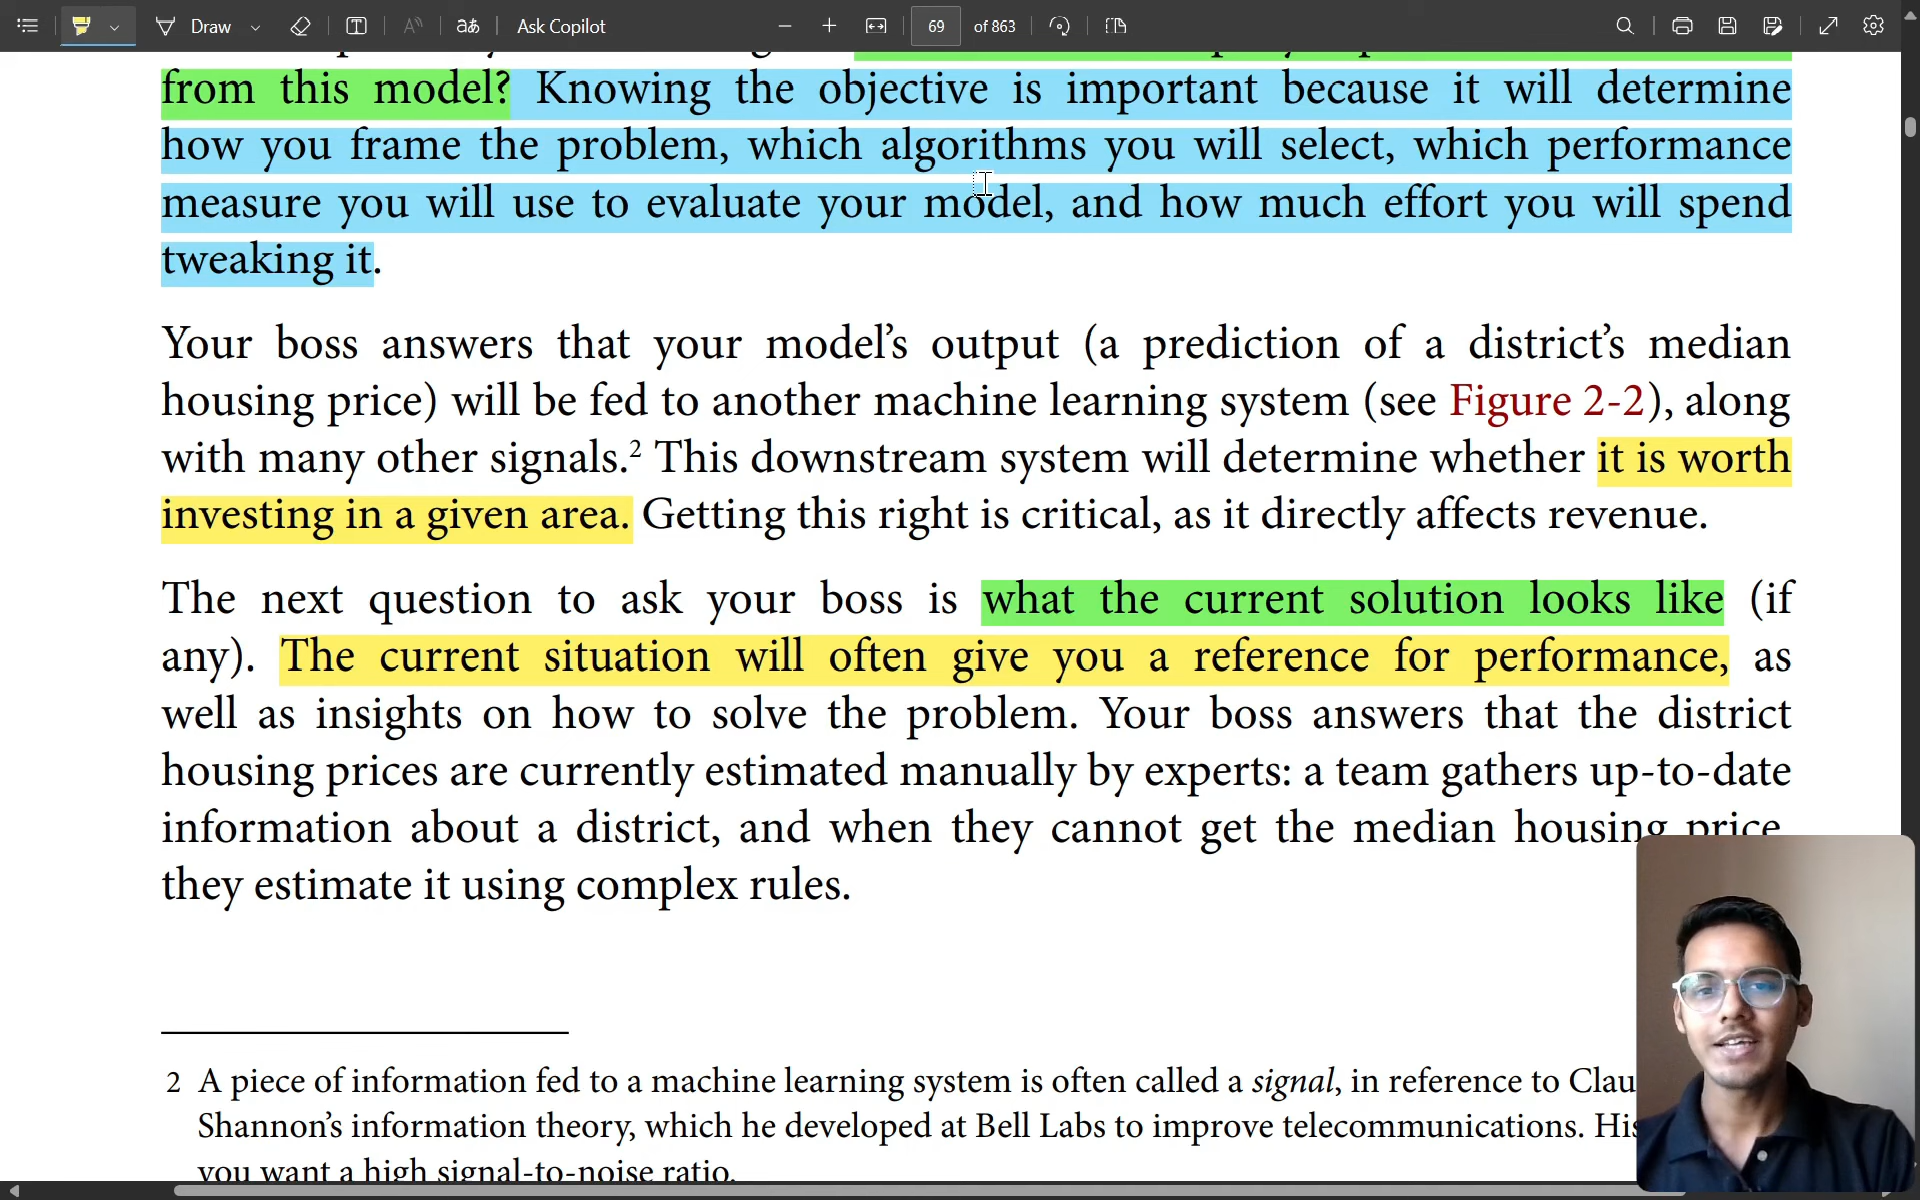 Draw
Ask Copilot
69 of 863
from this model? Knowing the objective is important because it will determine
how you frame the problem, which algorithms you will select, which performance
measure you will use to evaluate your model, and how much effort you will spend
tweaking it.
Your boss answers that your model's output (a prediction of a district's median
housing price) will be fed to another machine learning system (see Figure 2-2), along
with many other signals.² This downstream system will determine whether it is worth
investing in a given area. Getting this right is critical, as it directly affects revenue.
The next question to ask your boss is what the current solution looks like (if
any). The current situation will often give you a reference for performance, as
well as insights on how to solve the problem. Your boss answers that the district
housing prices are currently estimated manually by experts: a team gathers up-to-date
information about a district, and when they cannot get the median housing price,
they estimate it using complex rules.
2 A piece of information fed to a machine learning system is often called a signal, in reference to Clau
Shannon's information theory, which he developed at Bell Labs to improve telecommunications. His
you want a high signal-to-noise ratio.